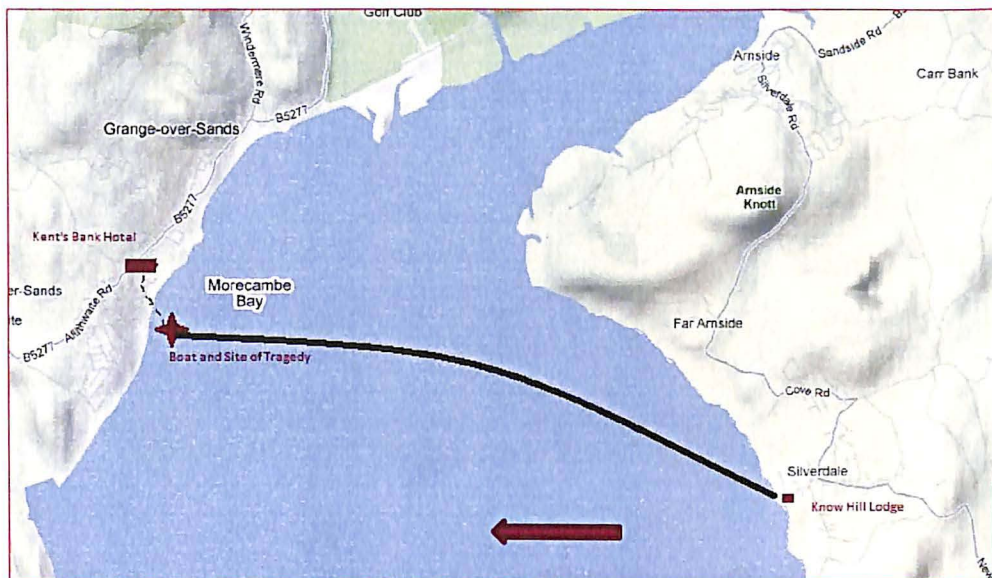 Golf Club
Windermere Rd
Arnside
Sandside Rd
Carr Bank
B5277
Silverdale Rd
Grange-over-Sands
Arnside
Knott
B5277
Kent's Bank Hotel
Morecambe
Bay
er-Sands
Allithwaite Rd
ite
Far Arnside
B5277
Boat and Site of Tragedy
Cove Rd
Silverdale
Know Hill Lodge
New